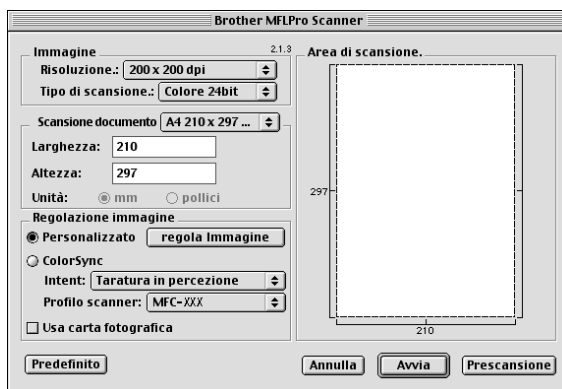 Brother MFLPro Scanner
Immagine 2.1.3
Risoluzione.: 200 x 200 dpi
Tipo di scansione.: Colore 24bit
Scansione documento A4 210 x 297 ...
Larghezza: 210
Altezza: 297
Unità: mm pollici
Regolazione immagine
Personalizzato regola Immagine
ColorSync
Intent: Taratura in percezione
Profilo scanner: MFC-XXX
Usa carta fotografica
Predefinito
Area di scansione.
297
210
Annulla Avvia Prescansione